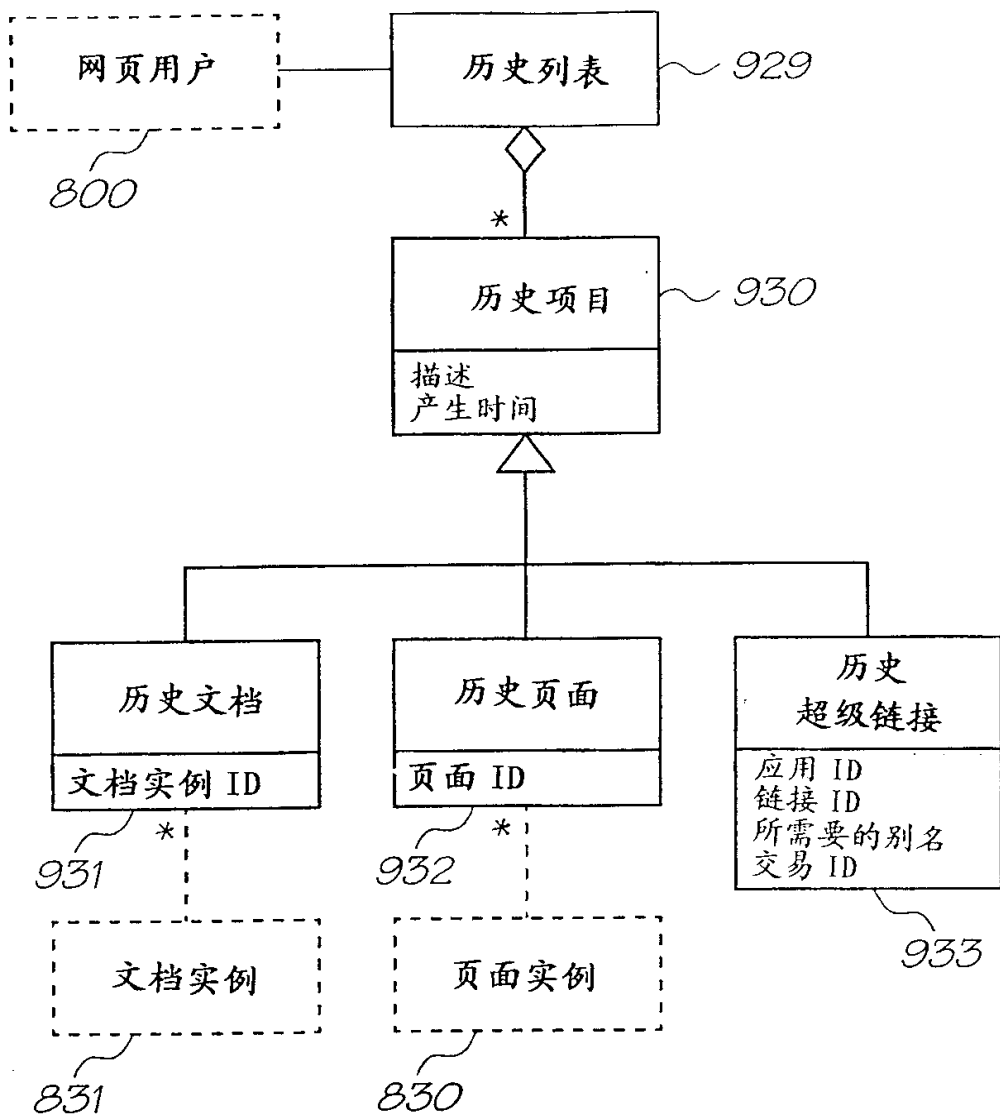 网页用户
历史列表
929
800
*
历史项目
930
描述
产生时间
历史文档
历史页面
历史
超级链接
文档实例 ID
页面 ID
应用 ID
链接 ID
所需要的别名
交易 ID
931
*
932
*
933
文档实例
页面实例
831
830